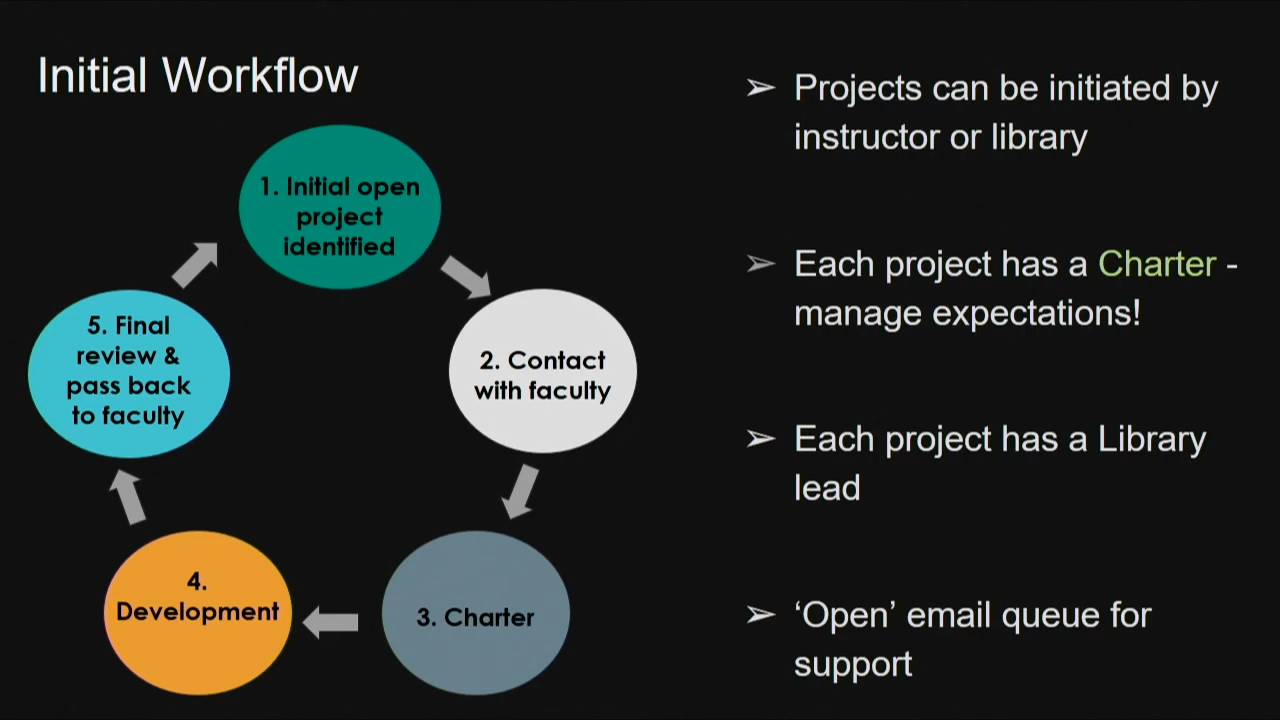 Initial Workflow
1. Initial open
project
identified
2. Contact
with faculty
3. Charter
4.
Development
5. Final
review &
pass back
to faculty
➢ Projects can be initiated by
instructor or library
➢ Each project has a Charter -
manage expectations!
➢ Each project has a Library
lead
➢ ‘Open’ email queue for
support